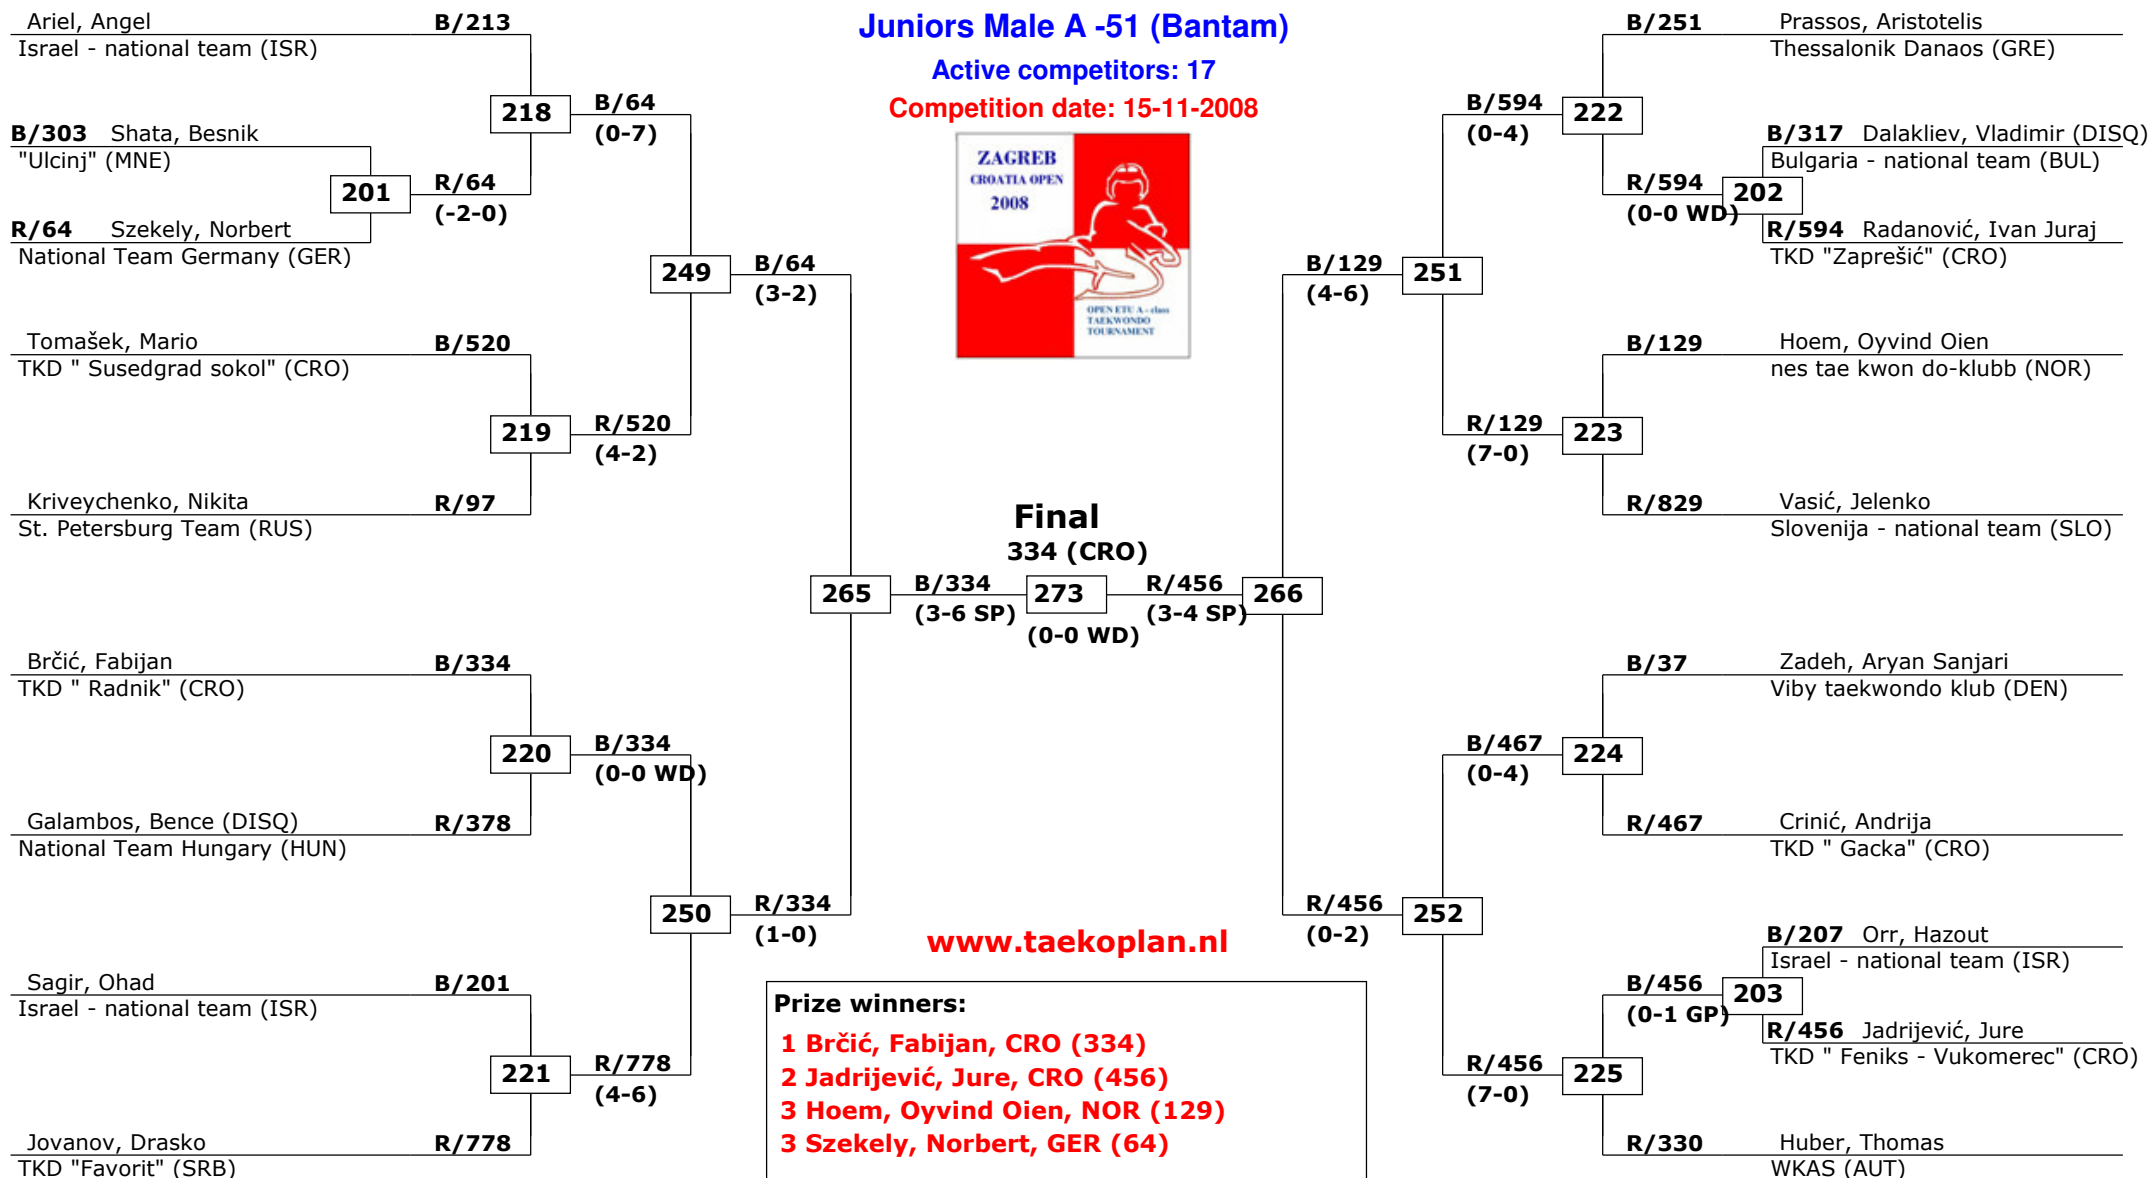 Juniors Male A -51 (Bantam)
Active competitors: 17
Competition date: 15-11-2008
ZAGREB
CROATIA OPEN
2008
OPEN ETU A - class
TAEKWONDO
TOURNAMENT
Ariel, Angel B/213
Israel - national team (ISR)
218
B/64
(0-7)
B/303 Shata, Besnik
"Ulcinj" (MNE)
201
R/64
(-2-0)
R/64 Szekely, Norbert
National Team Germany (GER)
249
B/64
(3-2)
Tomašek, Mario B/520
TKD " Susedgrad sokol" (CRO)
219
R/520
(4-2)
Kriveychenko, Nikita R/97
St. Petersburg Team (RUS)
265
B/334
(3-6 SP)
Brčić, Fabijan B/334
TKD " Radnik" (CRO)
220
B/334
(0-0 WD)
Galambos, Bence (DISQ) R/378
National Team Hungary (HUN)
250
R/334
(1-0)
Sagir, Ohad B/201
Israel - national team (ISR)
221
R/778
(4-6)
Jovanov, Drasko R/778
TKD "Favorit" (SRB)
Final
334 (CRO)
273
(0-0 WD)
R/456
(3-4 SP)
266
B/251 Prassos, Aristotelis
Thessalonik Danaos (GRE)
B/594
(0-4)
222
B/317 Dalakliev, Vladimir (DISQ)
Bulgaria - national team (BUL)
R/594
(0-0 WD)
202
R/594 Radanović, Ivan Juraj
TKD "Zaprešić" (CRO)
B/129
(4-6)
251
B/129 Hoem, Oyvind Oien
nes tae kwon do-klubb (NOR)
R/129
(7-0)
223
R/829 Vasić, Jelenko
Slovenija - national team (SLO)
B/37 Zadeh, Aryan Sanjari
Viby taekwondo klub (DEN)
B/467
(0-4)
224
R/467 Crinić, Andrija
TKD " Gacka" (CRO)
R/456
(0-2)
252
B/207 Orr, Hazout
Israel - national team (ISR)
B/456
(0-1 GP)
203
R/456 Jadrijević, Jure
TKD " Feniks - Vukomerec" (CRO)
R/456
(7-0)
225
R/330 Huber, Thomas
WKAS (AUT)
www.taekoplan.nl
Prize winners:
1 Brčić, Fabijan, CRO (334)
2 Jadrijević, Jure, CRO (456)
3 Hoem, Oyvind Oien, NOR (129)
3 Szekely, Norbert, GER (64)